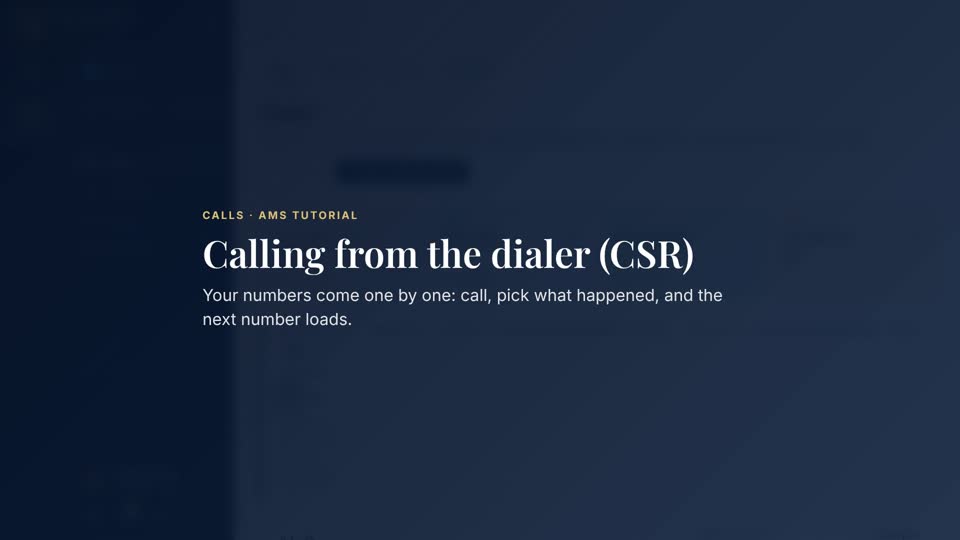 CALLS · AMS TUTORIAL
Calling from the dialer (CSR)
Your numbers come one by one: call, pick what happened, and the
next number loads.